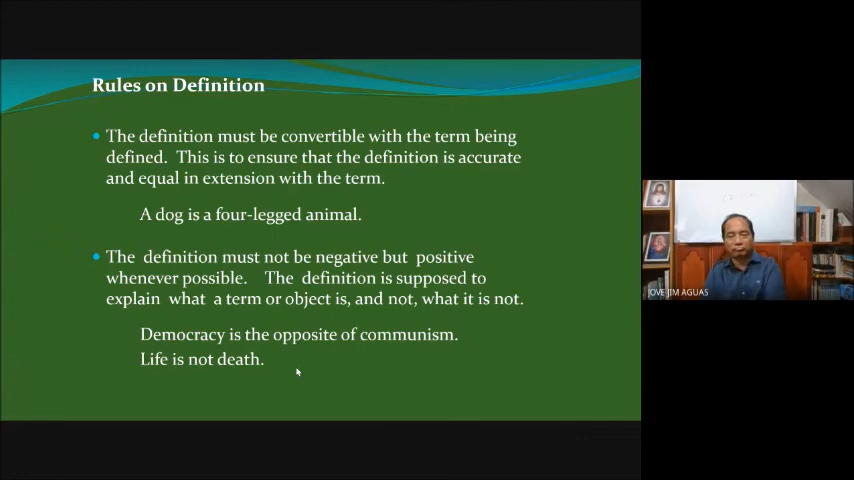 Rules on Definition
The definition must be convertible with the term being
defined. This is to ensure that the definition is accurate
and equal in extension with the term.
A dog is a four-legged animal.
The definition must not be negative but positive
whenever possible. The definition is supposed to
explain what a term or object is, and not, what it is not.
Democracy is the opposite of communism.
Life is not death.
JOVE JIM AGUAS